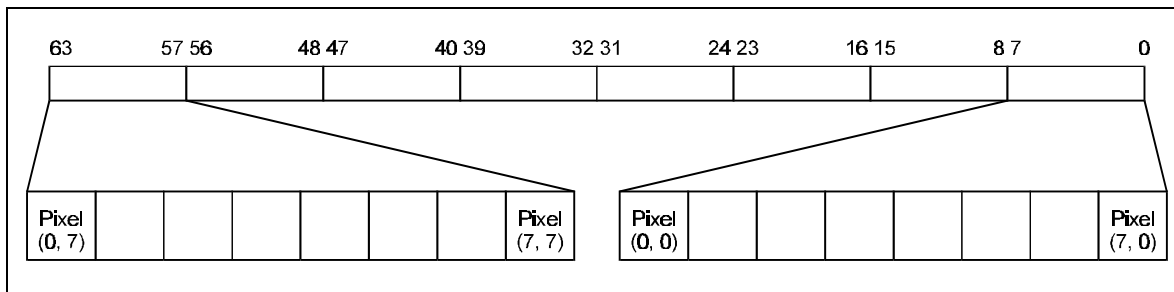 63 57 56 48 47 40 39 32 31 24 23 16 15 8 7 0
Pixel Pixel Pixel Pixel
(0, 7) (7, 7) (0, 0) (7, 0)